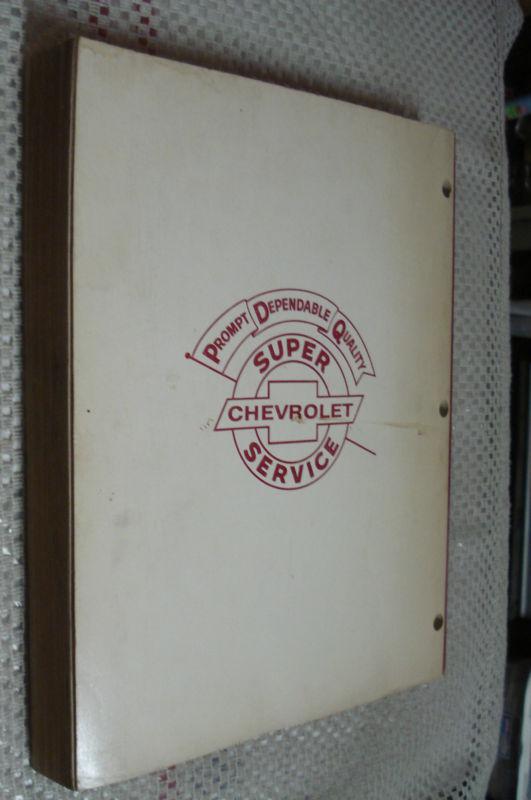 PROMPT DEPENDABLE QUALITY
SUPER
CHEVROLET
SERVICE